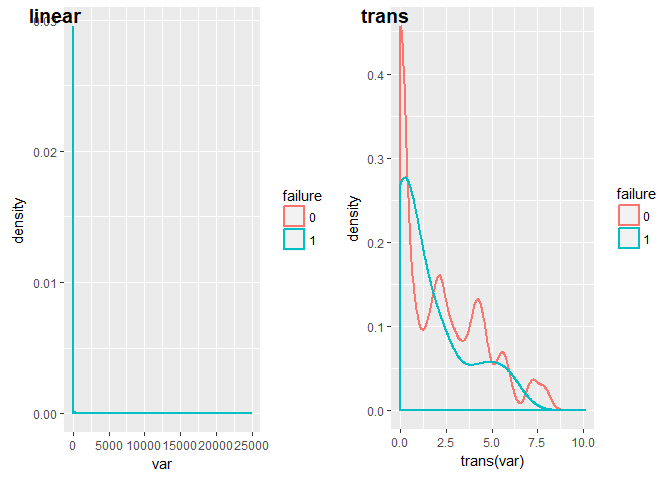 linear
0.03
0.02
0.01
0.00
density
0 5000 10000 15000 20000 25000
var
failure
0
1
trans
0.4
0.3
0.2
0.1
0.0
density
0.0 2.5 5.0 7.5 10.0
trans(var)
failure
0
1